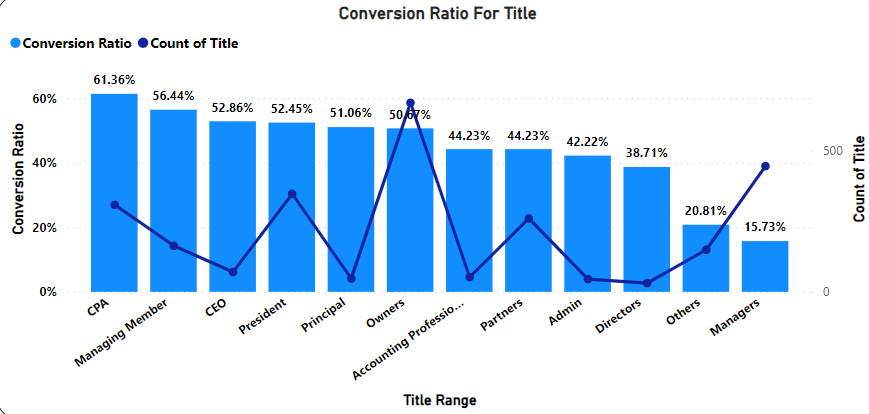 Conversion Ratio For Title
Conversion Ratio Count of Title
61.36%
56.44%
52.86%
52.45%
51.06%
50.67%
44.23%
44.23%
42.22%
38.71%
20.81%
15.73%
60%
40%
20%
0%
500
0
Conversion Ratio
Count of Title
CPA
Managing Member
CEO
President
Principal
Owners
Accounting Professio...
Partners
Admin
Directors
Others
Managers
Title Range